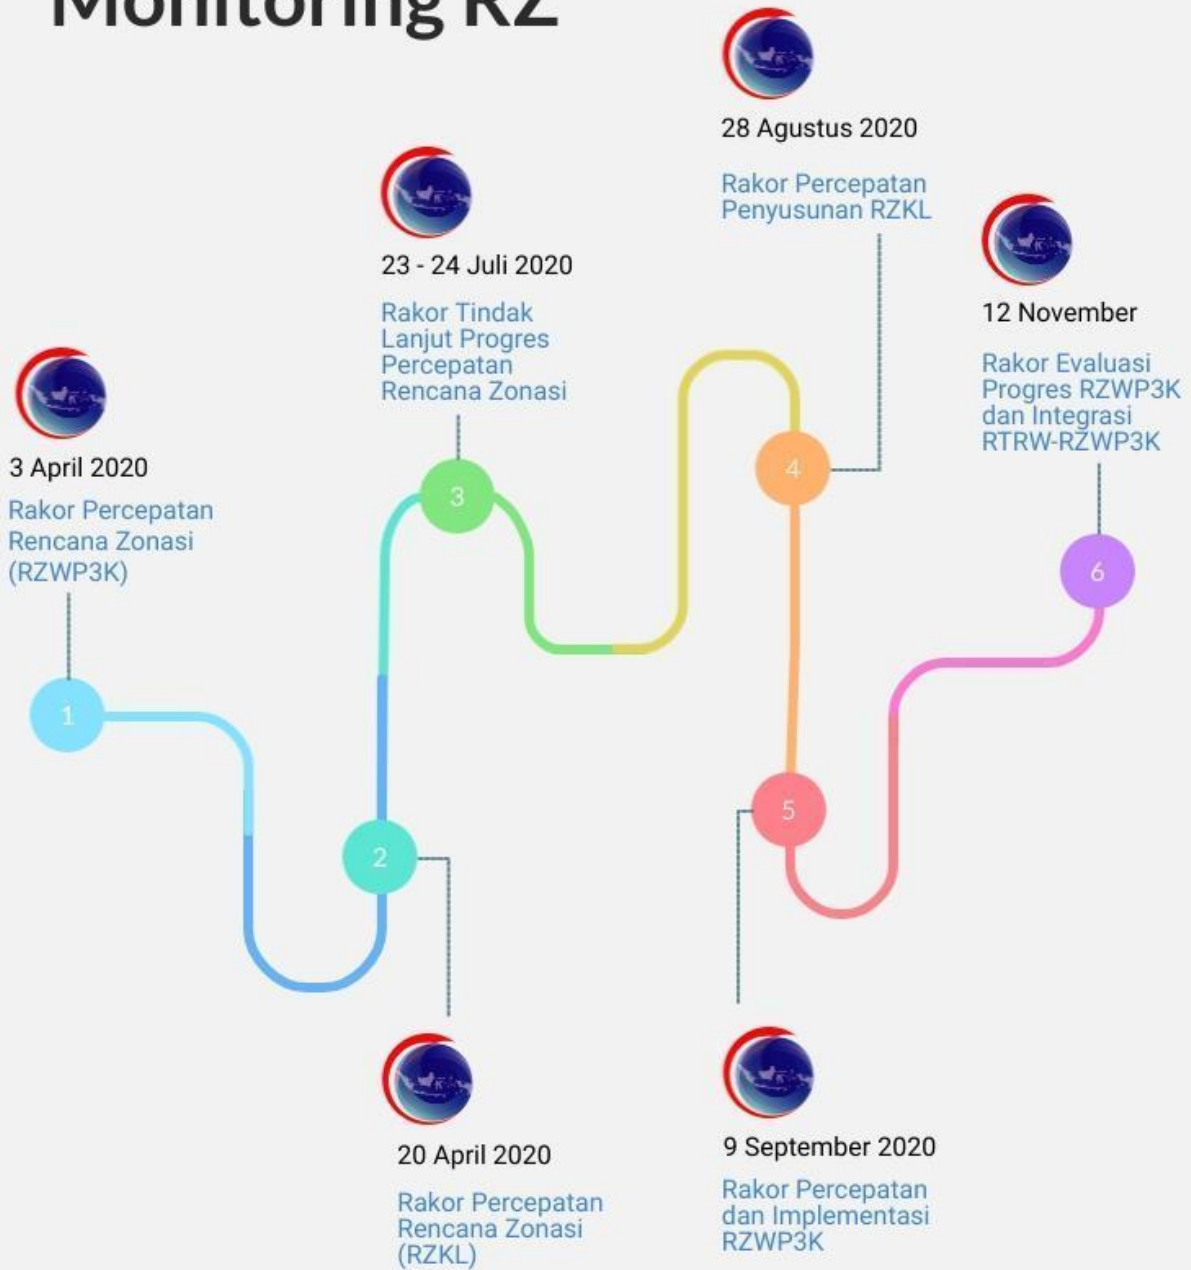 Monitoring RZ
28 Agustus 2020
Rakor Percepatan
Penyusunan RZKL
23 - 24 Juli 2020
Rakor Tindak
Lanjut Progres
Percepatan
Rencana Zonasi
12 November
Rakor Evaluasi
Progres RZWP3K
dan Integrasi
RTRW-RZWP3K
3 April 2020
Rakor Percepatan
Rencana Zonasi
(RZWP3K)
3
4
6
1
5
2
20 April 2020
Rakor Percepatan
Rencana Zonasi
(RZKL)
9 September 2020
Rakor Percepatan
dan Implementasi
RZWP3K